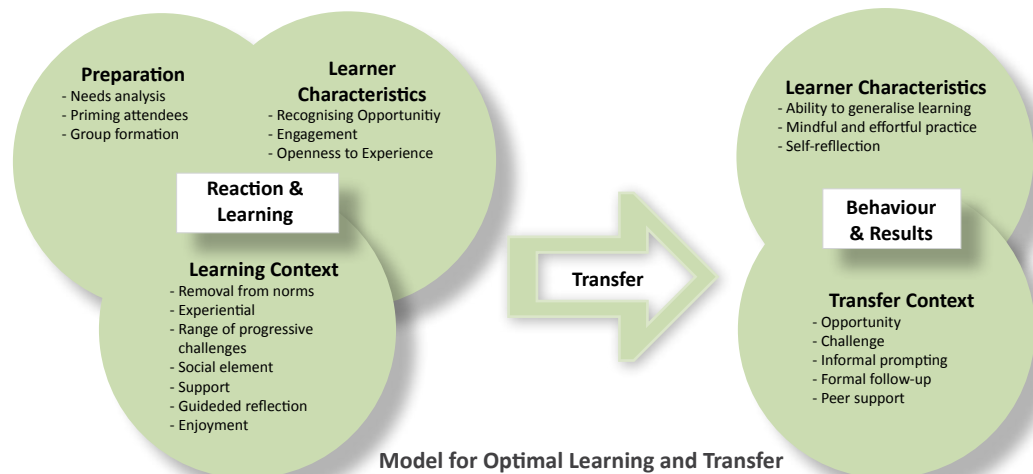 Preparation
- Needs analysis
- Priming attendees
- Group formation
Learner
Characteristics
- Recognising Opportunitiy
- Engagement
- Openness to Experience
Reaction &
Learning
Learning Context
- Removal from norms
- Experiential
- Range of progressive
challenges
- Social element
- Support
- Guideded reflection
- Enjoyment
Transfer
Learner Characteristics
- Ability to generalise learning
- Mindful and effortful practice
- Self-refllection
Behaviour
& Results
Transfer Context
- Opportunity
- Challenge
- Informal prompting
- Formal follow-up
- Peer support
Model for Optimal Learning and Transfer